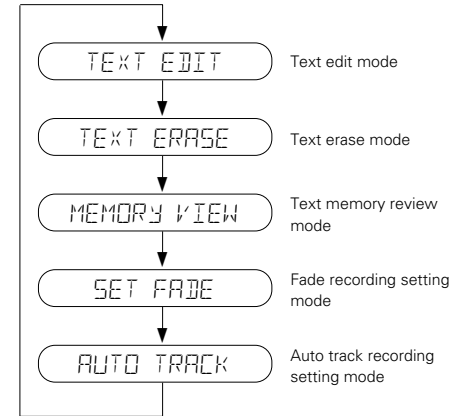 TEXT EDIT
Text edit mode
TEXT ERASE
Text erase mode
MEMORY VIEW
Text memory review
mode
SET FADE
Fade recording setting
mode
AUTO TRACK
Auto track recording
setting mode